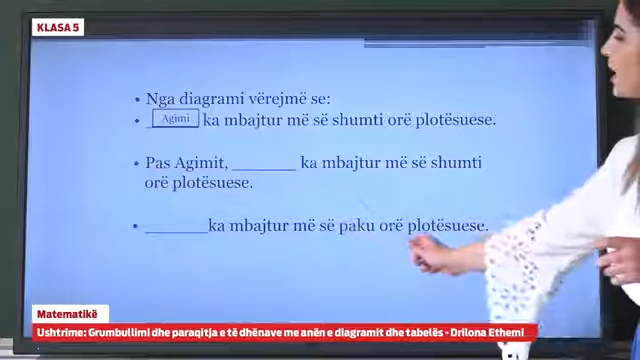 KLASA 5
• Nga diagrami vërejmë se:
• Agimi ka mbajtur më së shumti orë plotësuese.
• Pas Agimit, _______ ka mbajtur më së shumti
orë plotësuese.
• _______ka mbajtur më së paku orë plotësuese.
Matematikë
Ushtrime: Grumbullimi dhe paraqitja e të dhënave me anën e diagramit dhe tabelës - Drilona Ethemi